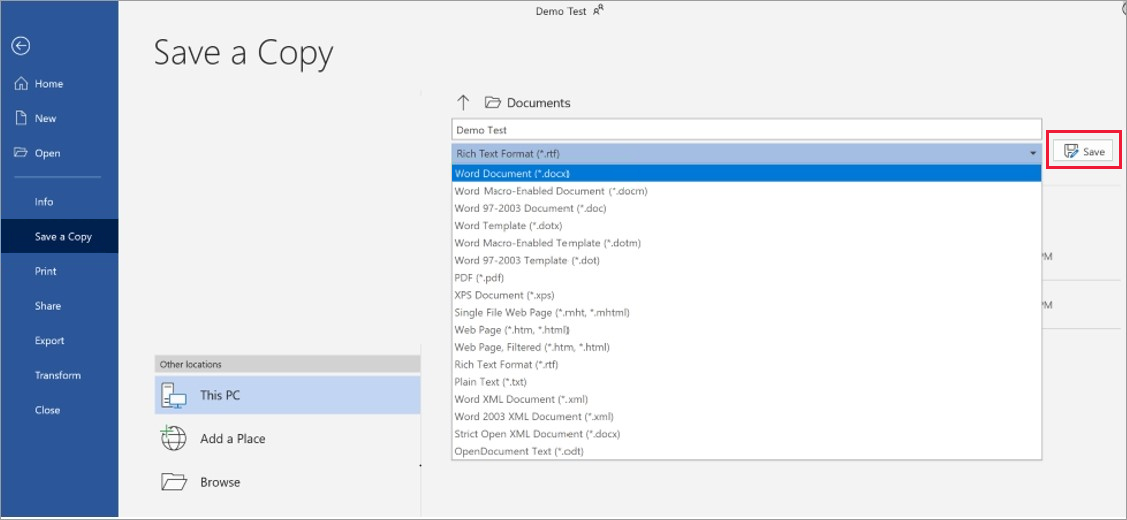 Demo Test
Save a Copy
Home
New
Open
Info
Save a Copy
Print
Share
Export
Transform
Close
Other locations
This PC
Add a Place
Browse
Documents
Demo Test
Rich Text Format (*.rtf)
Save
Word Document (*.docx)
Word Macro-Enabled Document (*.docm)
Word 97-2003 Document (*.doc)
Word Template (*.dotx)
Word Macro-Enabled Template (*.dotm)
Word 97-2003 Template (*.dot)
PDF (*.pdf)
XPS Document (*.xps)
Single File Web Page (*.mht, *.mhtml)
Web Page (*.htm, *.html)
Web Page, Filtered (*.htm, *.html)
Rich Text Format (*.rtf)
Plain Text (*.txt)
Word XML Document (*.xml)
Word 2003 XML Document (*.xml)
Strict Open XML Document (*.docx)
OpenDocument Text (*.odt)
PM
PM